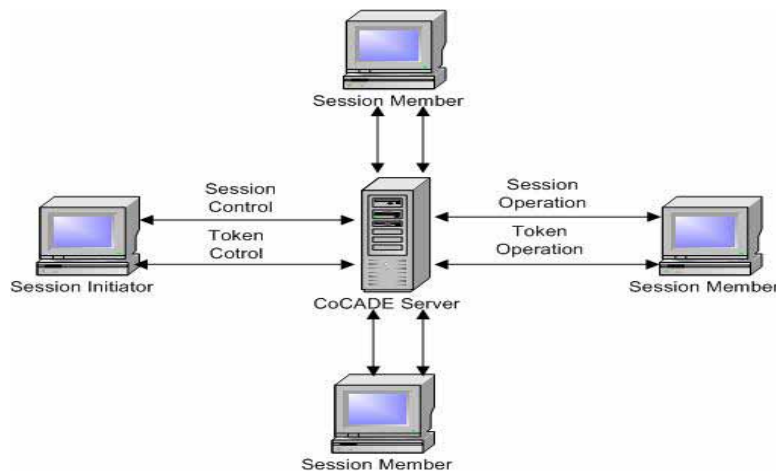 Session Member
Session
Control
Token
Cotrol
Session
Operation
Token
Operation
Session Initiator
CoCADE Server
Session Member
Session Member